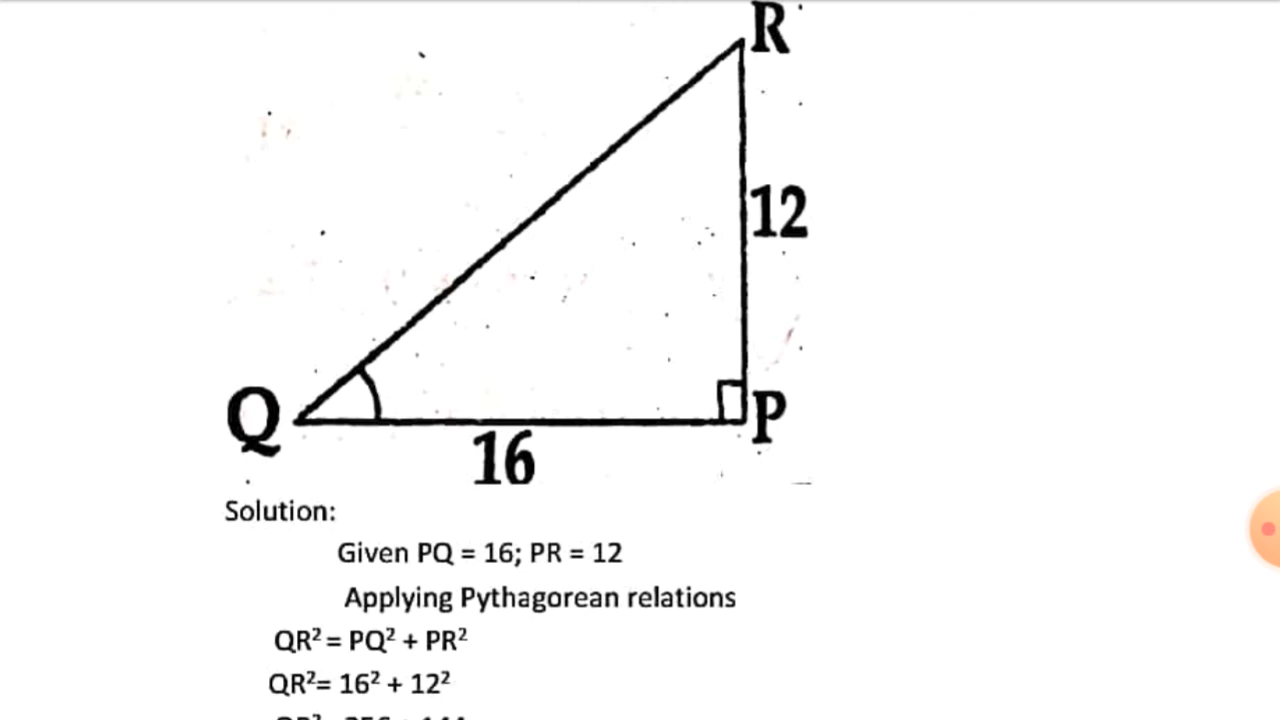 R
12
Q
P
16
Solution:
Given PQ = 16; PR = 12
Applying Pythagorean relations
QR² = PQ² + PR²
QR²= 16² + 12²